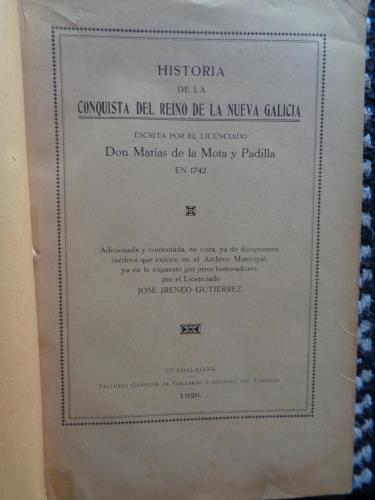 HISTORIA
DE LA
CONQUISTA DEL REINO DE LA NUEVA GALICIA
ESCRITA POR EL LICENCIADO
Don Matías de la Mota y Padilla
EN 1742
Adicionada y comentada, en vista, ya de documentos
inéditos que existen en el Archivo Municipal,
ya en lo expuesto por otros historiadores,
por el Licenciado
JOSÉ IRENEO GUTIÉRREZ.
GUADALAJARA
TALLERES GRÁFICOS DE GALLARDO Y ALVAREZ DEL CASTILLO
1920.